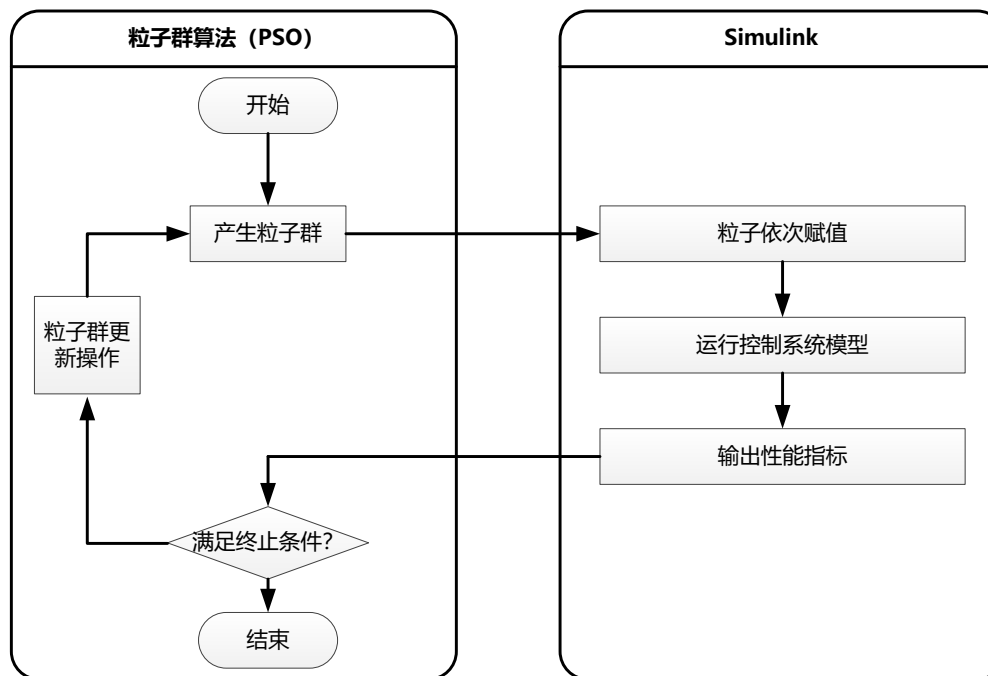 粒子群算法（PSO）
Simulink
开始
产生粒子群
粒子依次赋值
粒子群更
新操作
运行控制系统模型
输出性能指标
满足终止条件?
结束